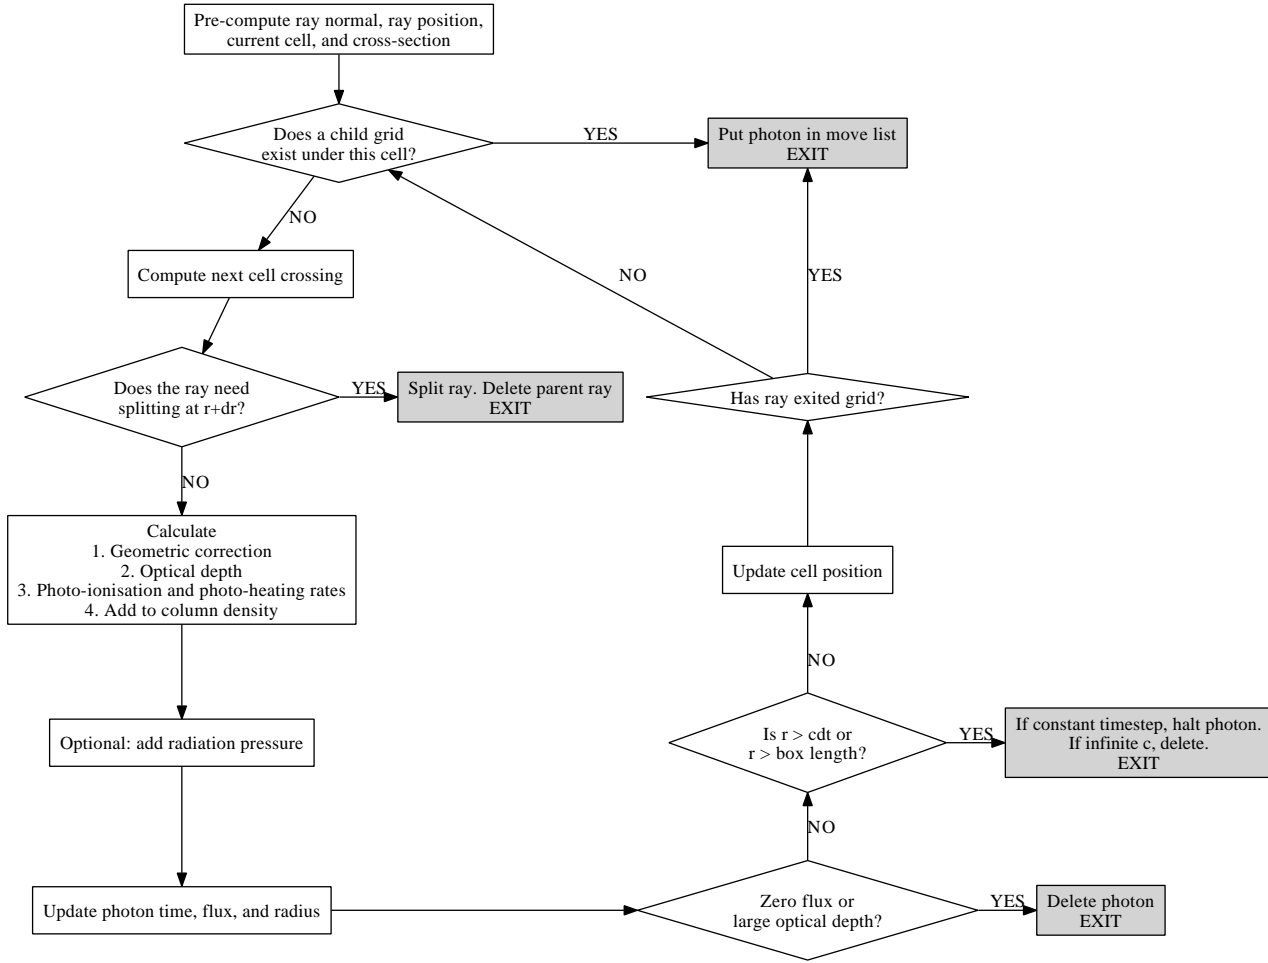 Pre-compute ray normal, ray position,
current cell, and cross-section
Does a child grid
exist under this cell?
YES
Put photon in move list
EXIT
NO
Compute next cell crossing
NO
YES
Does the ray need
splitting at r+dr?
YES
Split ray. Delete parent ray
EXIT
Has ray exited grid?
NO
Calculate
1. Geometric correction
2. Optical depth
3. Photo-ionisation and photo-heating rates
4. Add to column density
Update cell position
NO
Optional: add radiation pressure
Is r > cdt or
r > box length?
YES
If constant timestep, halt photon.
If infinite c, delete.
EXIT
NO
Update photon time, flux, and radius
Zero flux or
large optical depth?
YES
Delete photon
EXIT